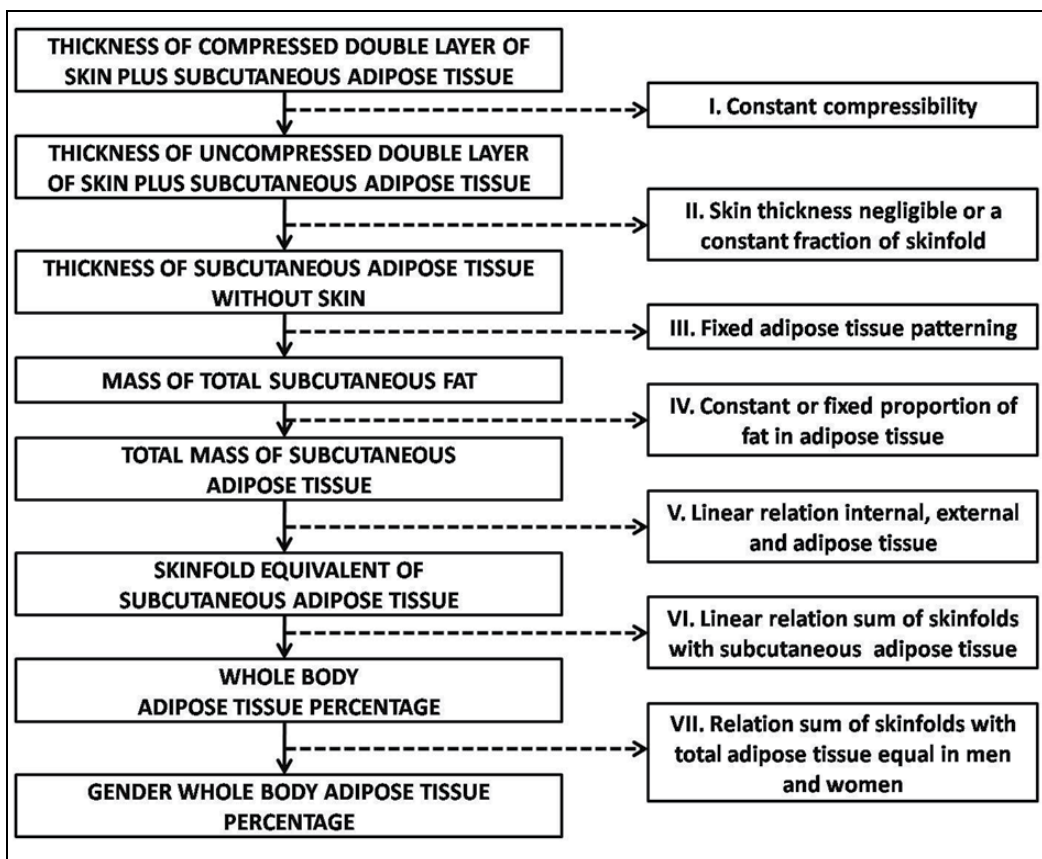 THICKNESS OF COMPRESSED DOUBLE LAYER OF
SKIN PLUS SUBCUTANEOUS ADIPOSE TISSUE
I. Constant compressibility
THICKNESS OF UNCOMPRESSED DOUBLE LAYER
OF SKIN PLUS SUBCUTANEOUS ADIPOSE TISSUE
II. Skin thickness negligible or a
constant fraction of skinfold
THICKNESS OF SUBCUTANEOUS ADIPOSE TISSUE
WITHOUT SKIN
III. Fixed adipose tissue patterning
MASS OF TOTAL SUBCUTANEOUS FAT
IV. Constant or fixed proportion of
fat in adipose tissue
TOTAL MASS OF SUBCUTANEOUS
ADIPOSE TISSUE
V. Linear relation internal, external
and adipose tissue
SKINFOLD EQUIVALENT OF
SUBCUTANEOUS ADIPOSE TISSUE
VI. Linear relation sum of skinfolds
with subcutaneous adipose tissue
WHOLE BODY
ADIPOSE TISSUE PERCENTAGE
VII. Relation sum of skinfolds with
total adipose tissue equal in men
and women
GENDER WHOLE BODY ADIPOSE TISSUE
PERCENTAGE